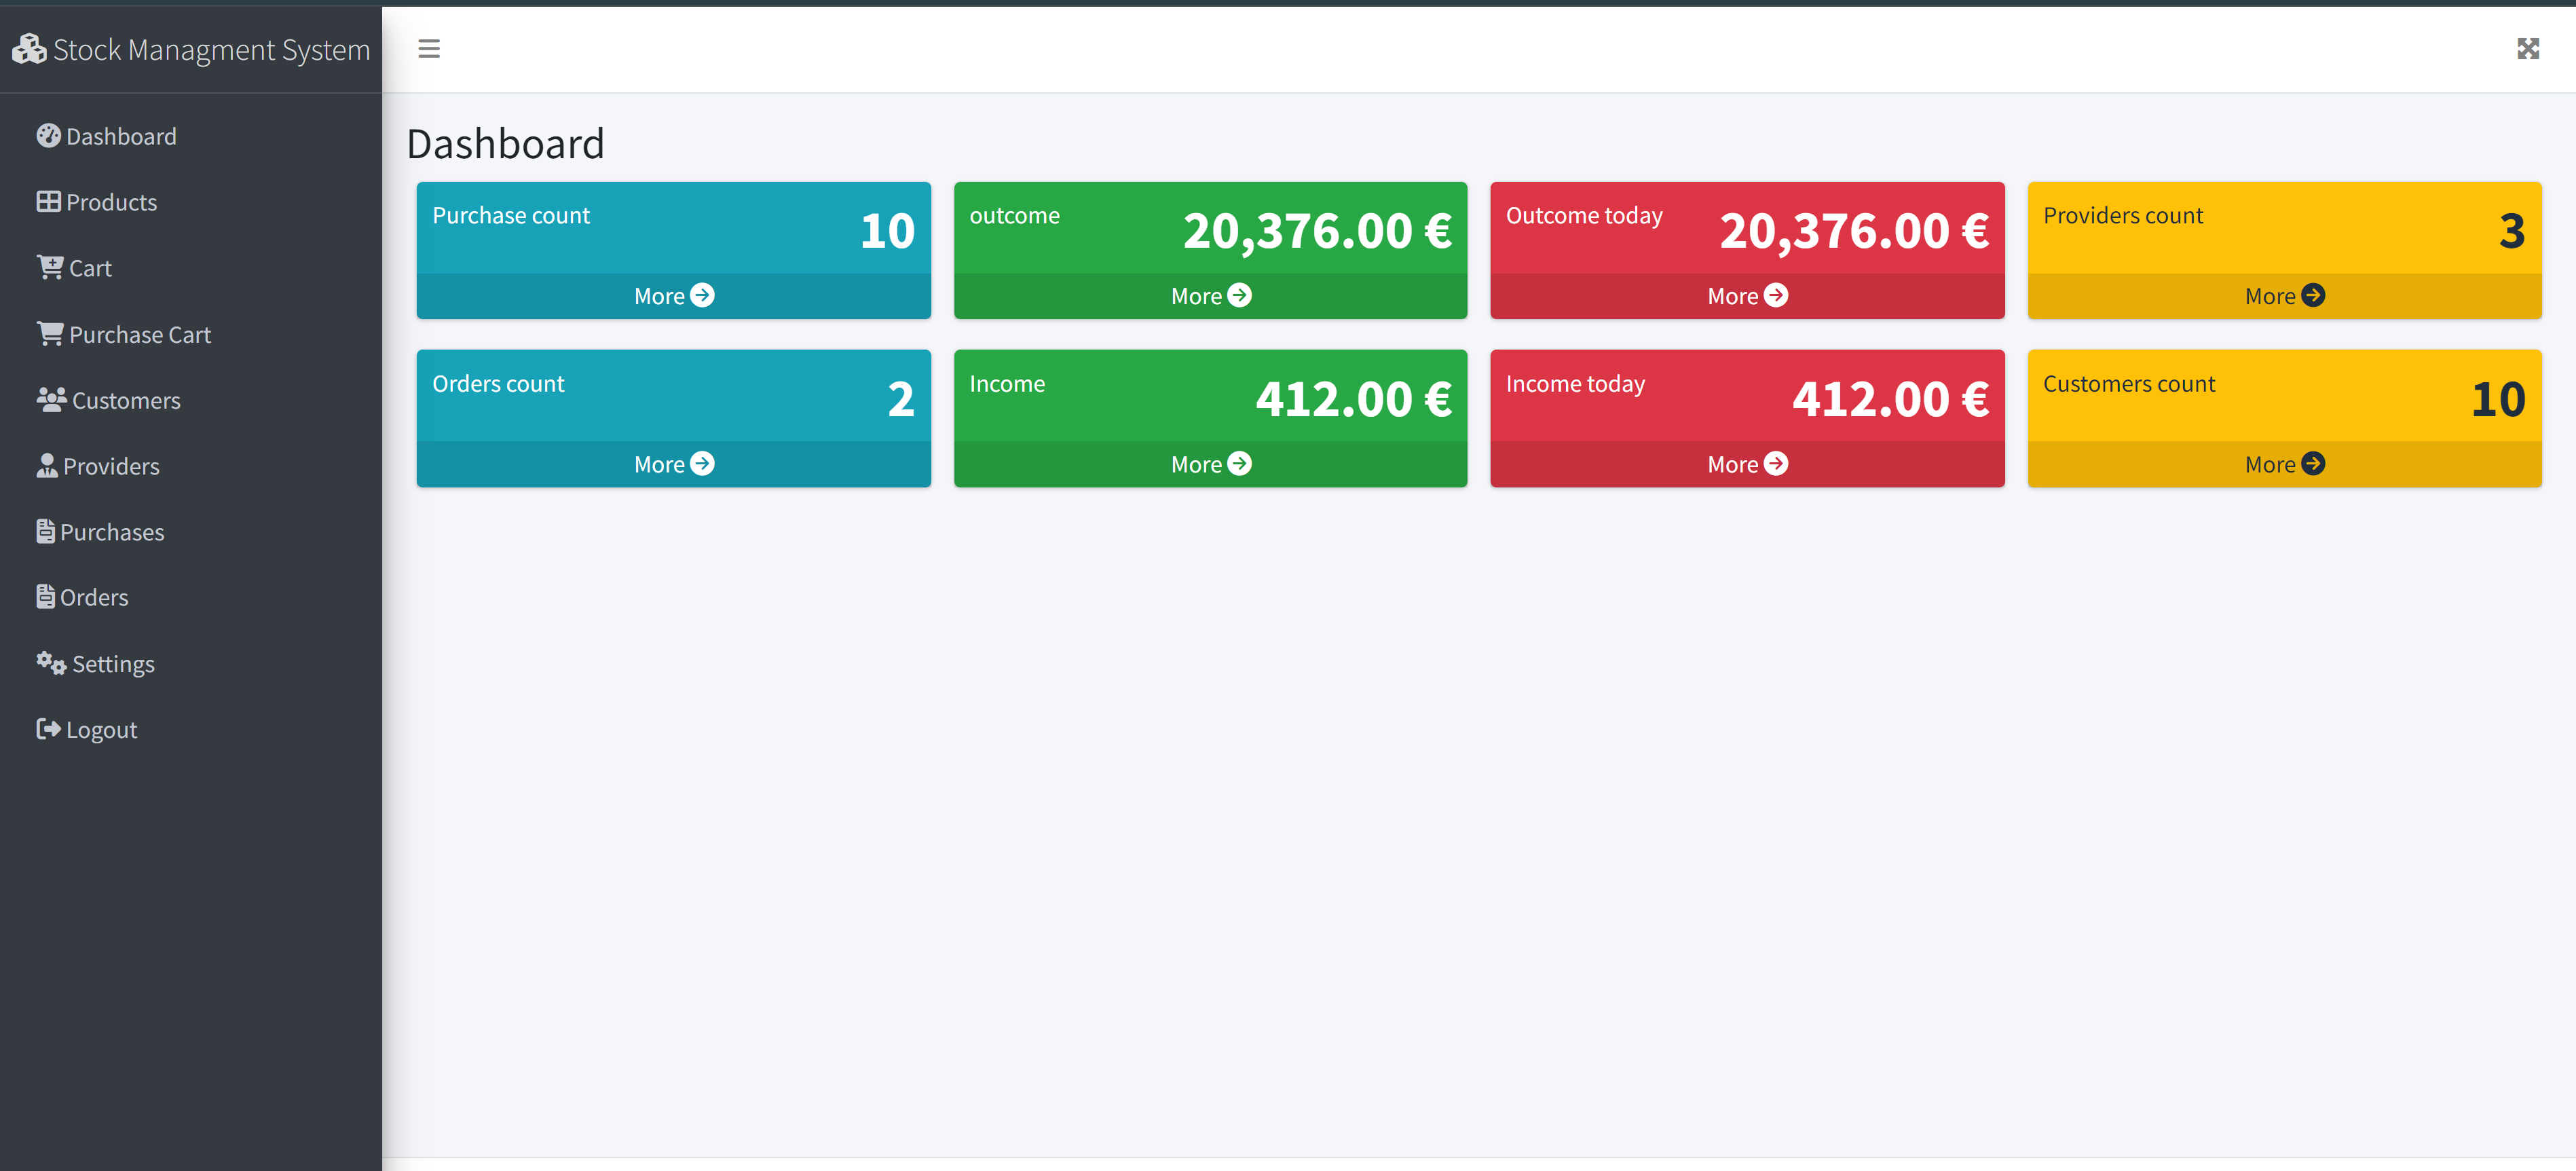 Stock Managment System
Dashboard
Products
Cart
Purchase Cart
Customers
Providers
Purchases
Orders
Settings
Logout
Dashboard
Purchase count
10
More
outcome
20,376.00 €
More
Outcome today
20,376.00 €
More
Providers count
3
More
Orders count
2
More
Income
412.00 €
More
Income today
412.00 €
More
Customers count
10
More